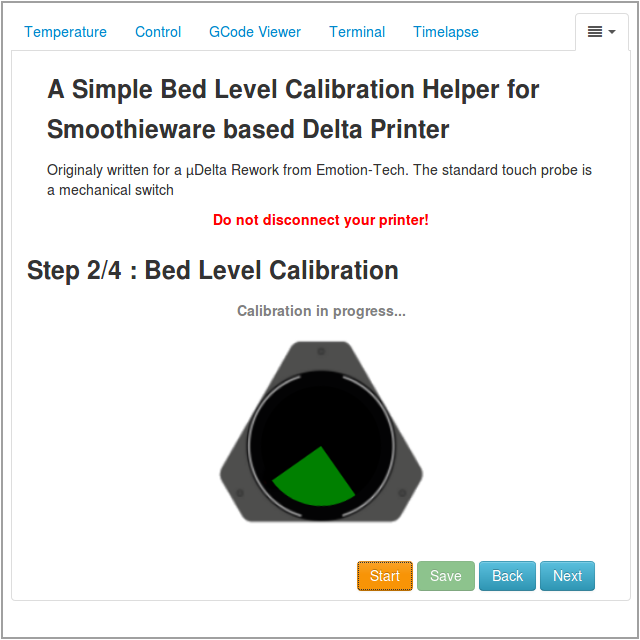 Temperature Control GCode Viewer Terminal Timelapse
A Simple Bed Level Calibration Helper for
Smoothieware based Delta Printer
Originaly written for a µDelta Rework from Emotion-Tech. The standard touch probe is
a mechanical switch
Do not disconnect your printer!
Step 2/4 : Bed Level Calibration
Calibration in progress...
Start Save Back Next